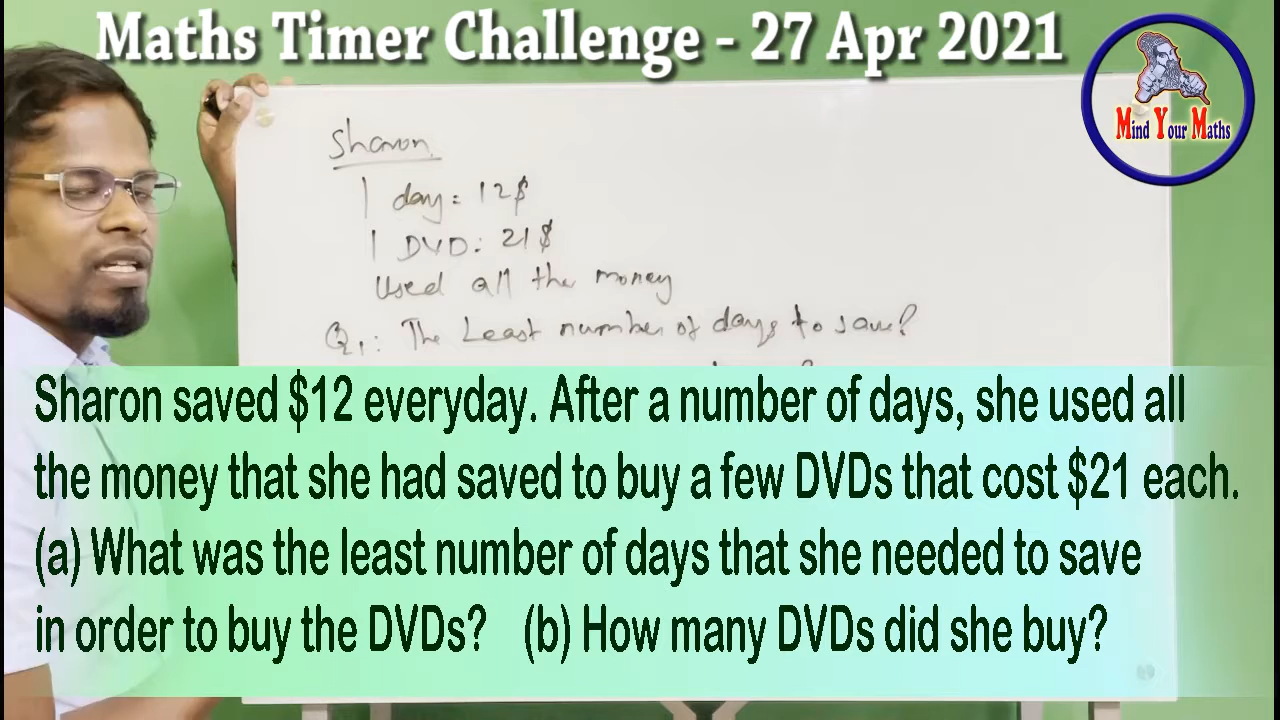 Maths Timer Challenge - 27 Apr 2021
Mind Your Maths
Sharon
1 day: 12$
1 DVD: 21$
Used all the money
Q1: The Least number of days to save?
Sharon saved $12 everyday. After a number of days, she used all
the money that she had saved to buy a few DVDs that cost $21 each.
(a) What was the least number of days that she needed to save
in order to buy the DVDs? (b) How many DVDs did she buy?